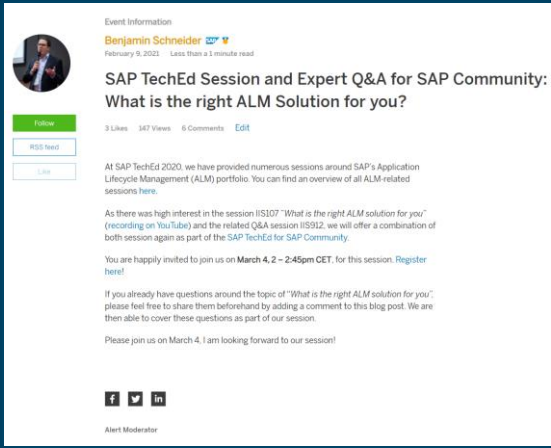 Event Information
Benjamin Schneider SAP
February 9, 2021 Less than a 1 minute read
SAP TechEd Session and Expert Q&A for SAP Community:
What is the right ALM Solution for you?
Follow
RSS feed
Like
3 Likes 147 Views 6 Comments Edit
At SAP TechEd 2020, we have provided numerous sessions around SAP's Application
Lifecycle Management (ALM) portfolio. You can find an overview of all ALM-related
sessions here.
As there was high interest in the session IIS107 "What is the right ALM solution for you"
(recording on YouTube) and the related Q&A session IIS912, we will offer a combination of
both session again as part of the SAP TechEd for SAP Community.
You are happily invited to join us on March 4, 2 – 2:45pm CET, for this session. Register
here!
If you already have questions around the topic of "What is the right ALM solution for you",
please feel free to share them beforehand by adding a comment to this blog post. We are
then able to cover these questions as part of our session.
Please join us on March 4, I am looking forward to our session!
Alert Moderator